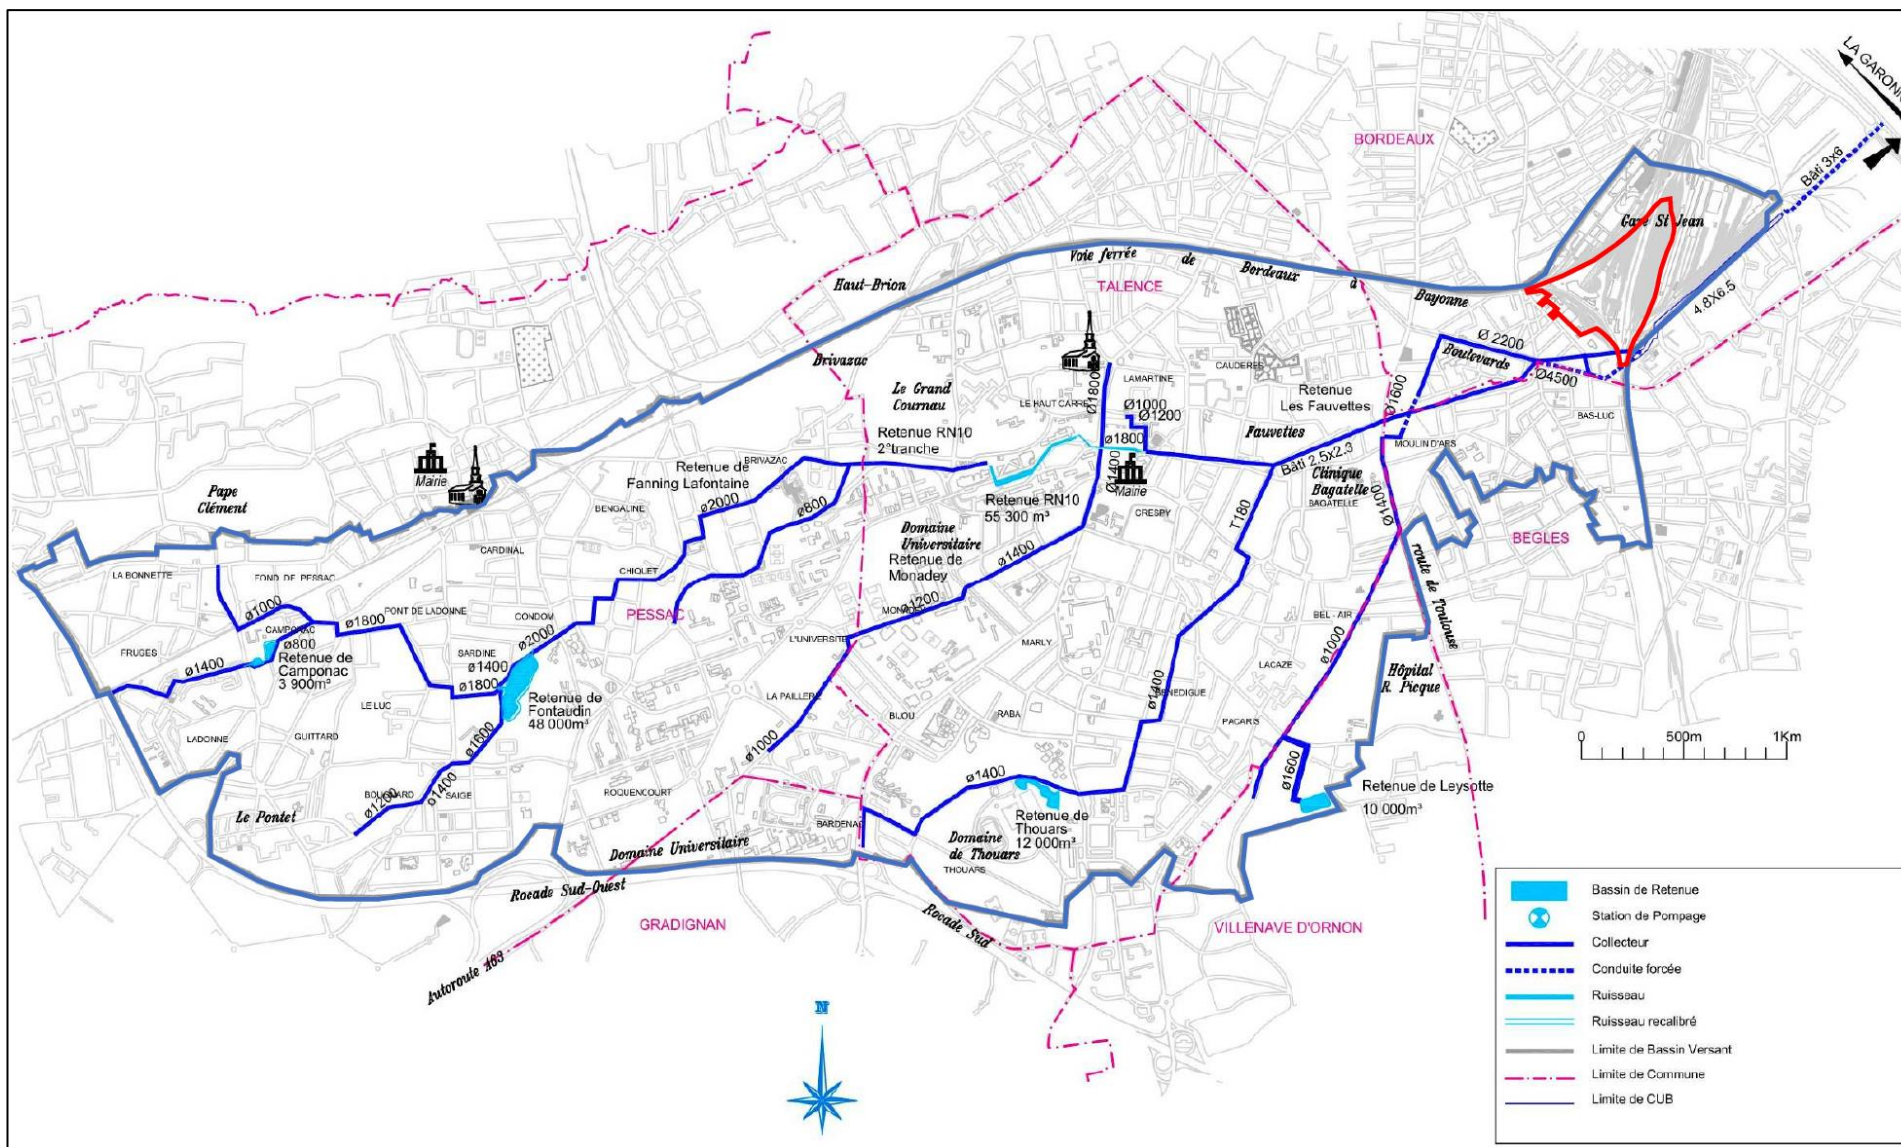 LA GARONNE
BORDEAUX
Bâti 3x6
Gare St Jean
Voie ferrée
de
Bordeaux
à
Bayonne
Haut-Brion
TALENCE
4.8X6.5
Ø 2200
Boulevards
Ø4500
BAS-LUC
Brivazac
Le Grand
Cournau
LE HAUT CARRE
Ø1800
LAMARTINE
CAUDERES
Ø1000
Ø1200
Retenue
Les Fauvettes
Ø1600
Fauvettes
MOULIN D'ARS
Retenue RN10
2°tranche
ø1800
Ø1400
Mairie
Bâti 2.5x2.3
Clinique
Bagatelle
BAGATELLE
Ø1400
Mairie
Pape
Clément
BRIVAZAC
Retenue de
Fanning Lafontaine
ø2000
BENGALINE
ø800
Retenue RN10
55 300 m³
CRESPY
T180
BEGLES
route de Toulouse
Domaine
Universitaire
Retenue de
Monadey
ø1400
CARDINAL
CHIQUET
LA BONNETTE
FOND DE PESSAC
PONT DE LADONNE
CONDOM
PESSAC
ø1200
L'UNIVERSITE
MARLY
BEL-AIR
ø1000
ø1000
CAMPONAC
ø1800
ø2000
ø800
Retenue de
Camponac
3 900m³
FRUGES
ø1400
SARDINE
ø1400
ø1800
LACAZE
Hôpital
R. Picque
LA PAILLERE
BENEDIGUE
ø1400
Retenue de
Fontaudin
48 000m³
LE LUC
BIJOU
RABA
LADONNE
GUITTARD
ø1600
ø1000
0
500m
1Km
ø1400
ø1600
Retenue de Leysotte
10 000m³
ø1200
ø1400
SAIGE
ROQUENCOURT
BARDENAC
Retenue de
Thouars
12 000m³
Le Pontet
Domaine Universitaire
Domaine
de Thouars
THOUARS
Rocade Sud-Ouest
Rocade Sud
GRADIGNAN
VILLENAVE D'ORNON
Autoroute A63
N
Bassin de Retenue
Station de Pompage
Collecteur
Conduite forcée
Ruisseau
Ruisseau recalibré
Limite de Bassin Versant
Limite de Commune
Limite de CUB